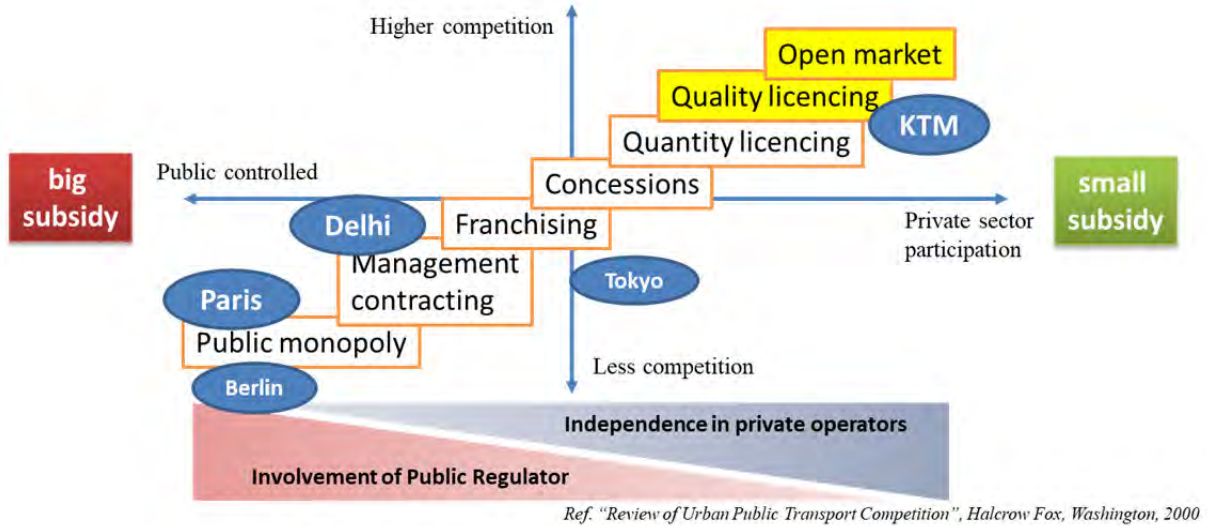 Higher competition
Open market
Quality licencing
KTM
Quantity licencing
big
subsidy
Public controlled
Concessions
small
subsidy
Delhi
Franchising
Private sector
participation
Management
contracting
Tokyo
Paris
Public monopoly
Less competition
Berlin
Independence in private operators
Involvement of Public Regulator
Ref. "Review of Urban Public Transport Competition", Halcrow Fox, Washington, 2000